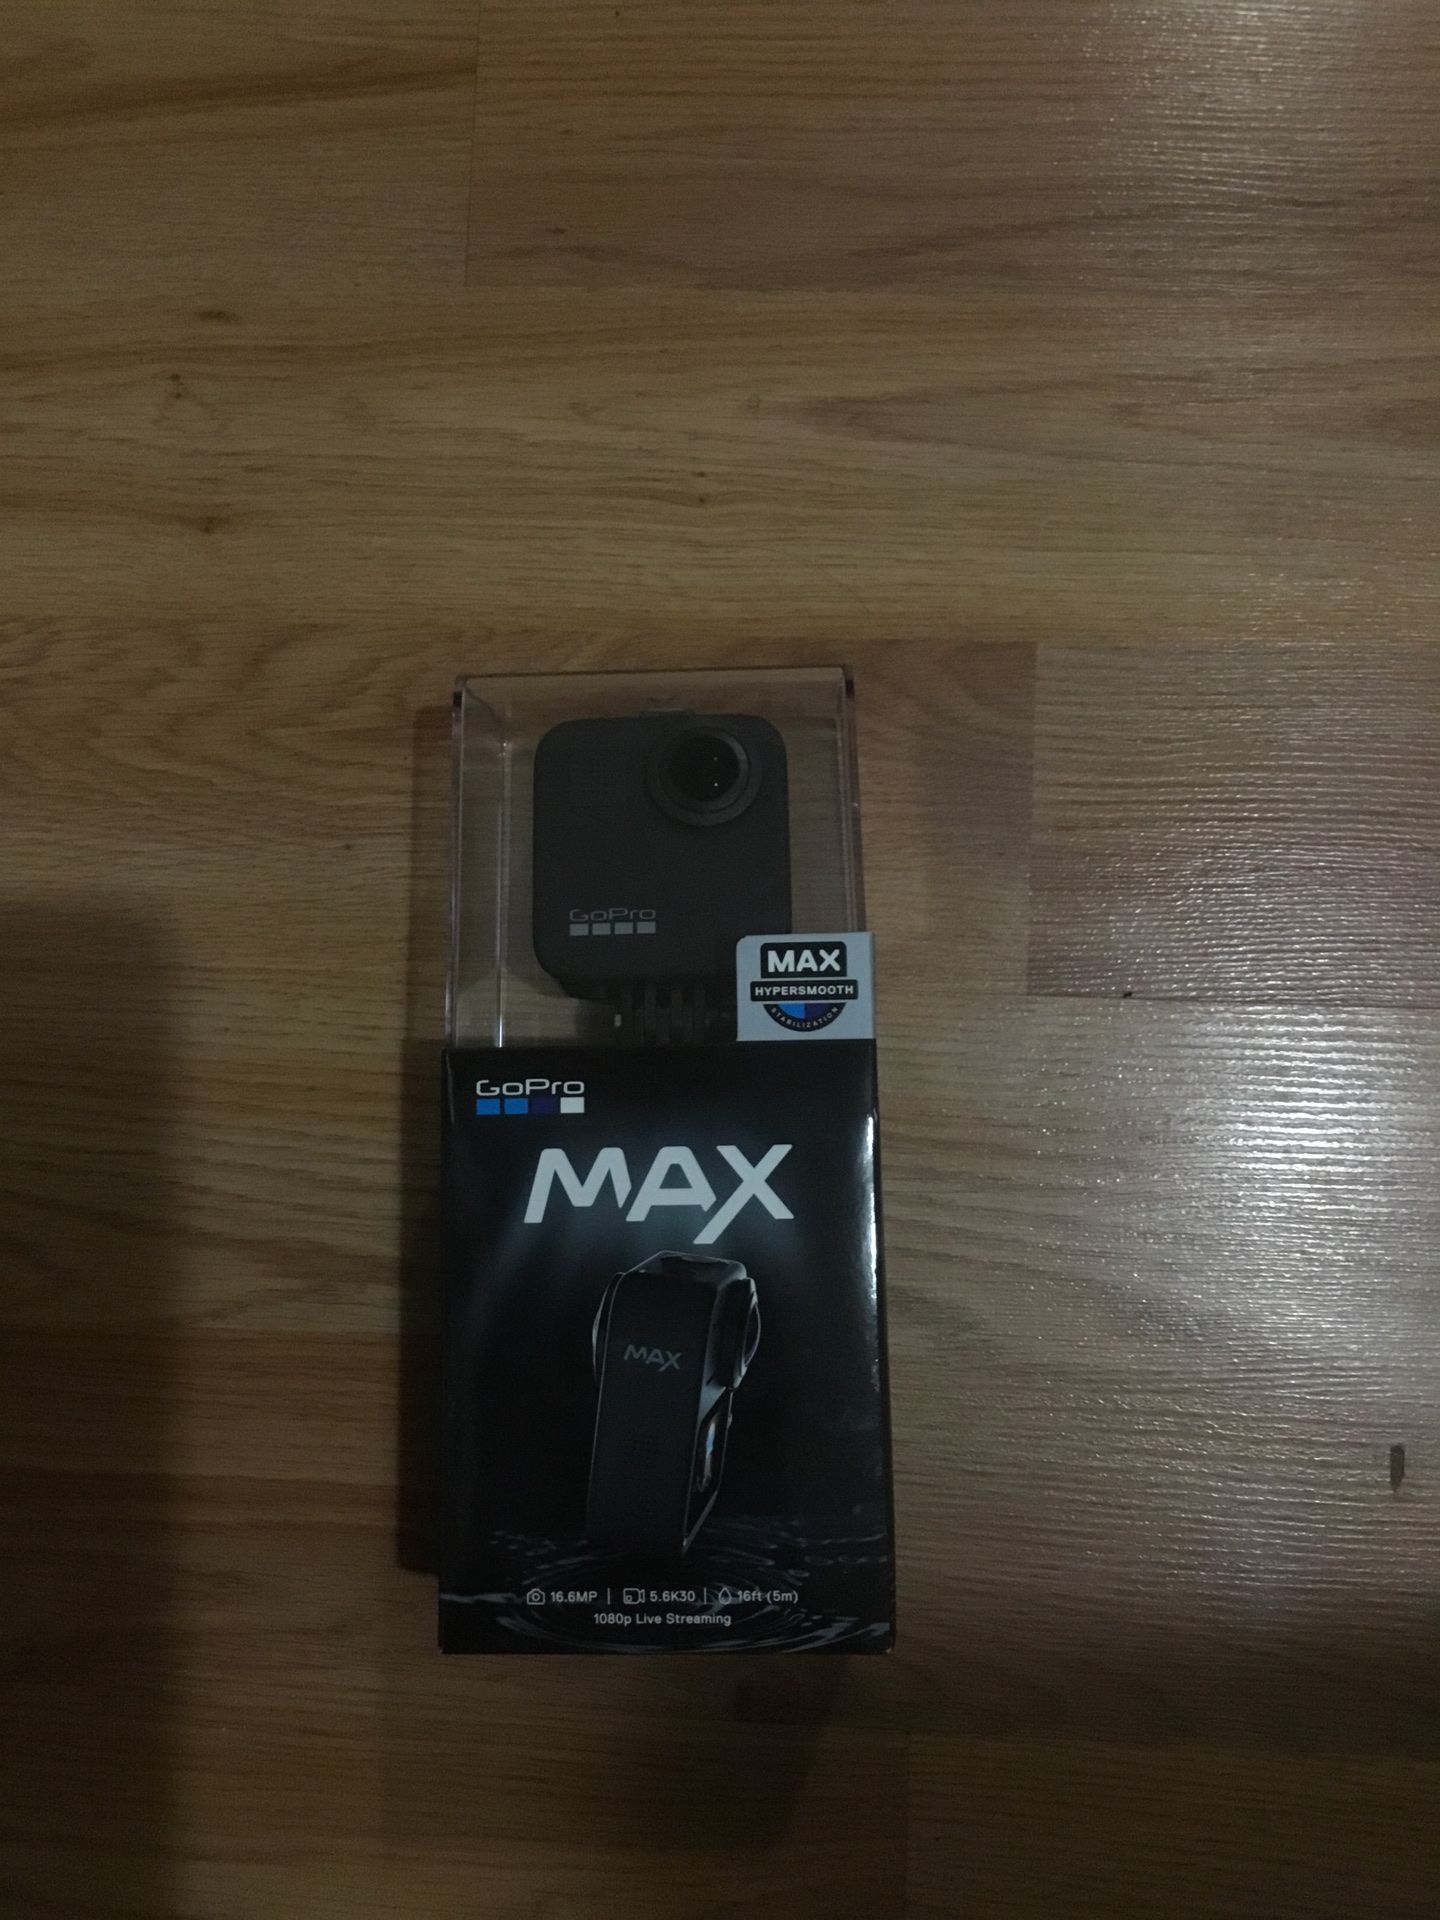 GoPro
MAX
HYPERSMOOTH
STABILIZATION
GoPro
MAX
MAX
16.6MP | 5.6K30 | 16ft (5m)
1080p Live Streaming